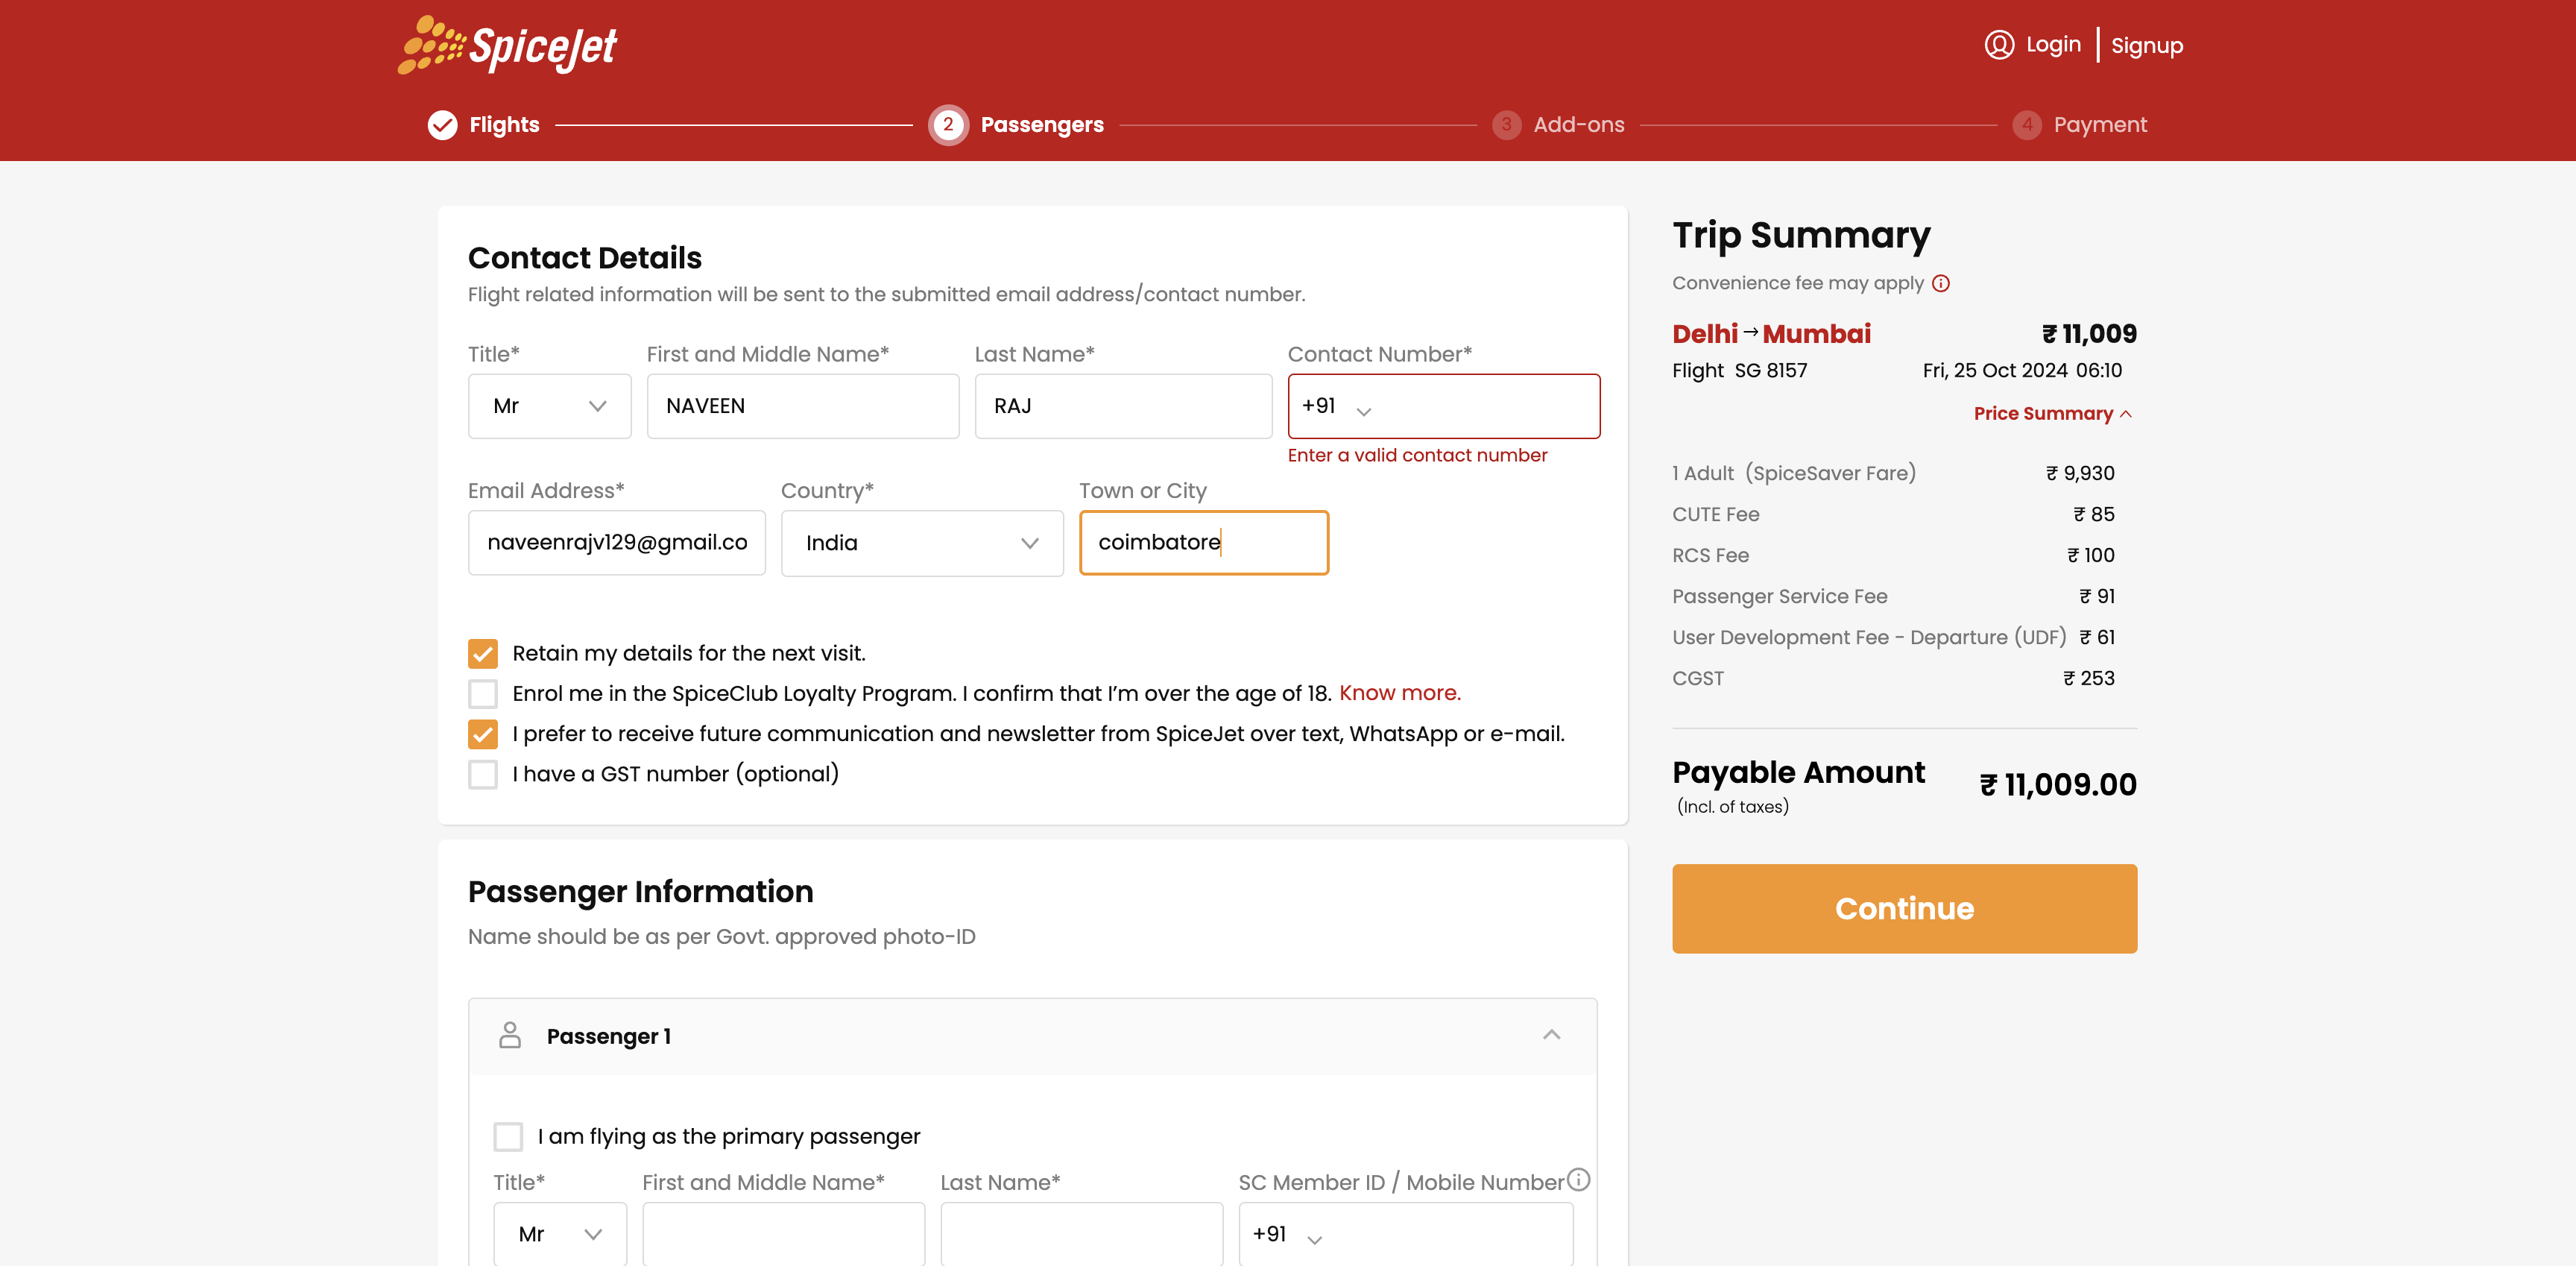 SpiceJet
Login Signup
Flights 2 Passengers 3 Add-ons 4 Payment
Contact Details
Flight related information will be sent to the submitted email address/contact number.
Title* First and Middle Name* Last Name* Contact Number*
Mr NAVEEN RAJ +91
Enter a valid contact number
Email Address* Country* Town or City
naveenrajv129@gmail.co India coimbatore
Retain my details for the next visit.
Enrol me in the SpiceClub Loyalty Program. I confirm that I'm over the age of 18. Know more.
I prefer to receive future communication and newsletter from SpiceJet over text, WhatsApp or e-mail.
I have a GST number (optional)
Passenger Information
Name should be as per Govt. approved photo-ID
Passenger 1
I am flying as the primary passenger
Title* First and Middle Name* Last Name* SC Member ID / Mobile Number
Mr +91
Trip Summary
Convenience fee may apply
Delhi → Mumbai ₹ 11,009
Flight SG 8157 Fri, 25 Oct 2024 06:10
Price Summary
1 Adult (SpiceSaver Fare) ₹ 9,930
CUTE Fee ₹ 85
RCS Fee ₹ 100
Passenger Service Fee ₹ 91
User Development Fee - Departure (UDF) ₹ 61
CGST ₹ 253
Payable Amount ₹ 11,009.00
(Incl. of taxes)
Continue